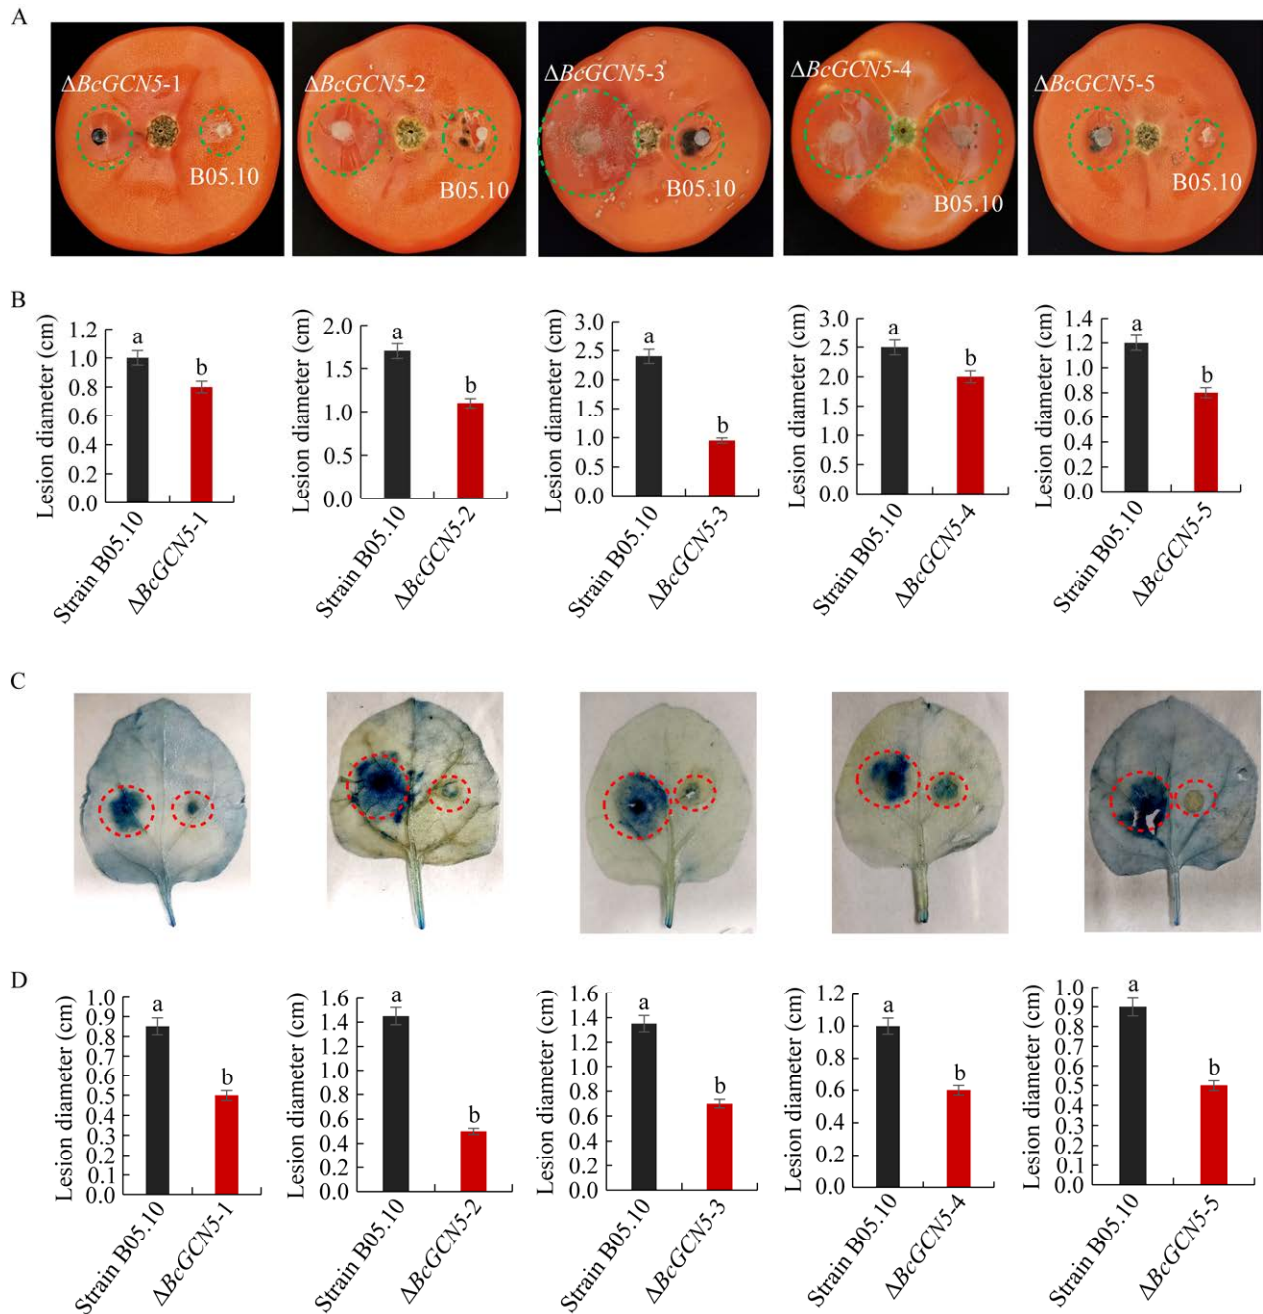 A
ΔBcGCN5-1
B05.10
ΔBcGCN5-2
B05.10
ΔBcGCN5-3
B05.10
ΔBcGCN5-4
B05.10
ΔBcGCN5-5
B05.10
B
Lesion diameter (cm)
1.2
1.0
0.8
0.6
0.4
0.2
0.0
a
b
Strain B05.10
ΔBcGCN5-1
Lesion diameter (cm)
2.0
1.5
1.0
0.5
0.0
a
b
Strain B05.10
ΔBcGCN5-2
Lesion diameter (cm)
3.0
2.5
2.0
1.5
1.0
0.5
0.0
a
b
Strain B05.10
ΔBcGCN5-3
Lesion diameter (cm)
3.0
2.5
2.0
1.5
1.0
0.5
0.0
a
b
Strain B05.10
ΔBcGCN5-4
Lesion diameter (cm)
1.4
1.2
1.0
0.8
0.6
0.4
0.2
0.0
a
b
Strain B05.10
ΔBcGCN5-5
C
D
Lesion diameter (cm)
1.0
0.9
0.8
0.7
0.6
0.5
0.4
0.3
0.2
0.1
0.0
a
b
Strain B05.10
ΔBcGCN5-1
Lesion diameter (cm)
1.6
1.4
1.2
1.0
0.8
0.6
0.4
0.2
0.0
a
b
Strain B05.10
ΔBcGCN5-2
Lesion diameter (cm)
1.6
1.4
1.2
1.0
0.8
0.6
0.4
0.2
0.0
a
b
Strain B05.10
ΔBcGCN5-3
Lesion diameter (cm)
1.2
1.0
0.8
0.6
0.4
0.2
0.0
a
b
Strain B05.10
ΔBcGCN5-4
Lesion diameter (cm)
0.9
0.9
0.8
0.7
0.6
0.5
0.4
0.3
0.2
0.1
0.0
a
b
Strain B05.10
ΔBcGCN5-5